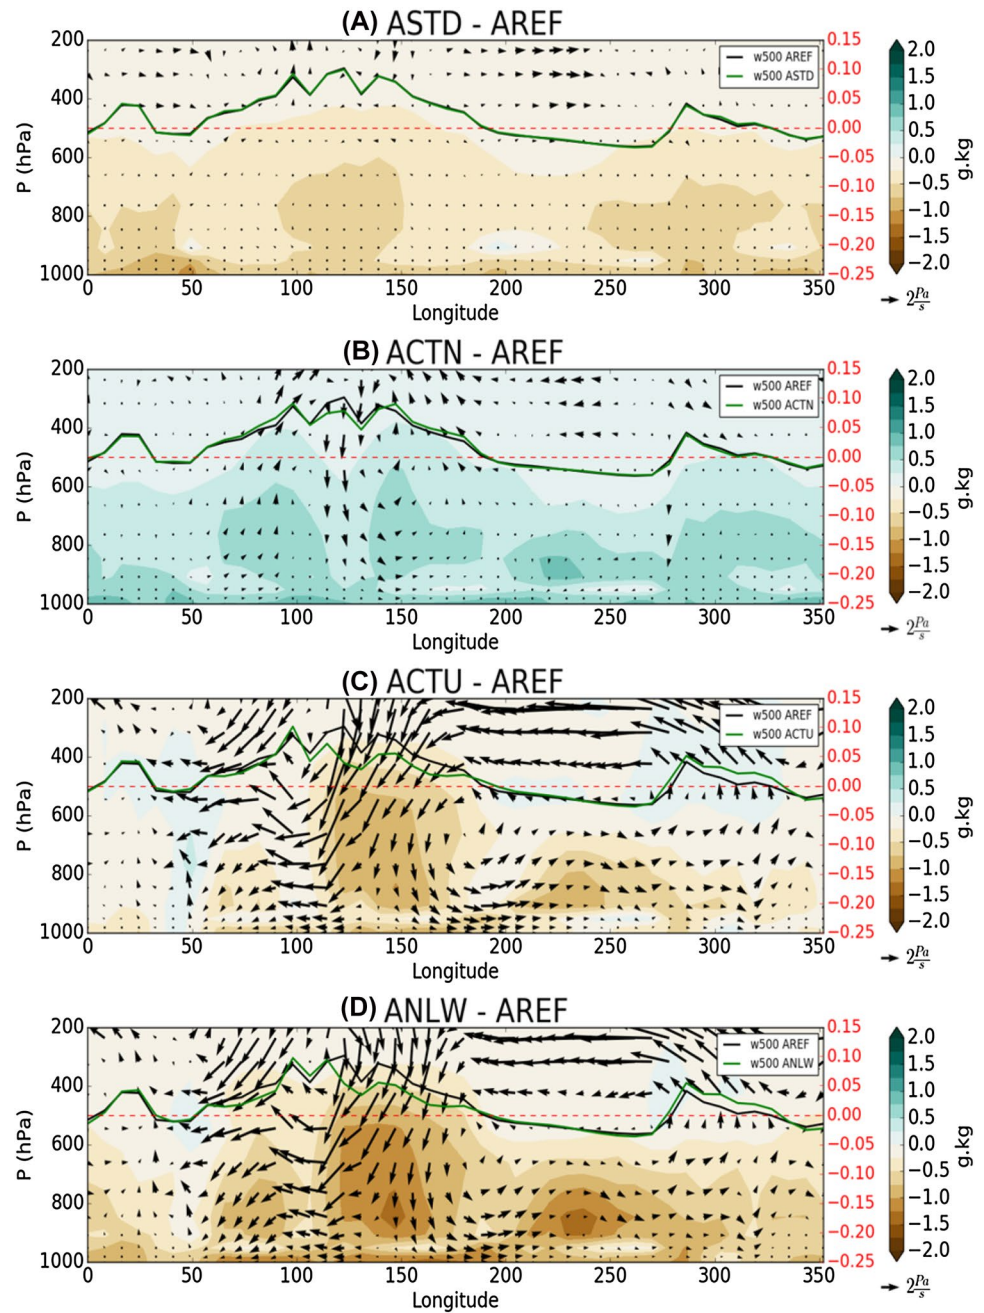 (A) ASTD - AREF
200
400
600
800
1000
P (hPa)
w500 AREF
w500 ASTD
0.15
0.10
0.05
0.00
−0.05
−0.10
−0.15
−0.20
−0.25
2.0
1.5
1.0
0.5
0.0
−0.5
−1.0
−1.5
−2.0
g.kg
0 50 100 150 200 250 300 350
Longitude
2 Pa/s
(B) ACTN - AREF
200
400
600
800
1000
P (hPa)
w500 AREF
w500 ACTN
0.15
0.10
0.05
0.00
−0.05
−0.10
−0.15
−0.20
−0.25
2.0
1.5
1.0
0.5
0.0
−0.5
−1.0
−1.5
−2.0
g.kg
0 50 100 150 200 250 300 350
Longitude
2 Pa/s
(C) ACTU - AREF
200
400
600
800
1000
P (hPa)
w500 AREF
w500 ACTU
0.15
0.10
0.05
0.00
−0.05
−0.10
−0.15
−0.20
−0.25
2.0
1.5
1.0
0.5
0.0
−0.5
−1.0
−1.5
−2.0
g.kg
0 50 100 150 200 250 300 350
Longitude
2 Pa/s
(D) ANLW - AREF
200
400
600
800
1000
P (hPa)
w500 AREF
w500 ANLW
0.15
0.10
0.05
0.00
−0.05
−0.10
−0.15
−0.20
−0.25
2.0
1.5
1.0
0.5
0.0
−0.5
−1.0
−1.5
−2.0
g.kg
0 50 100 150 200 250 300 350
Longitude
2 Pa/s